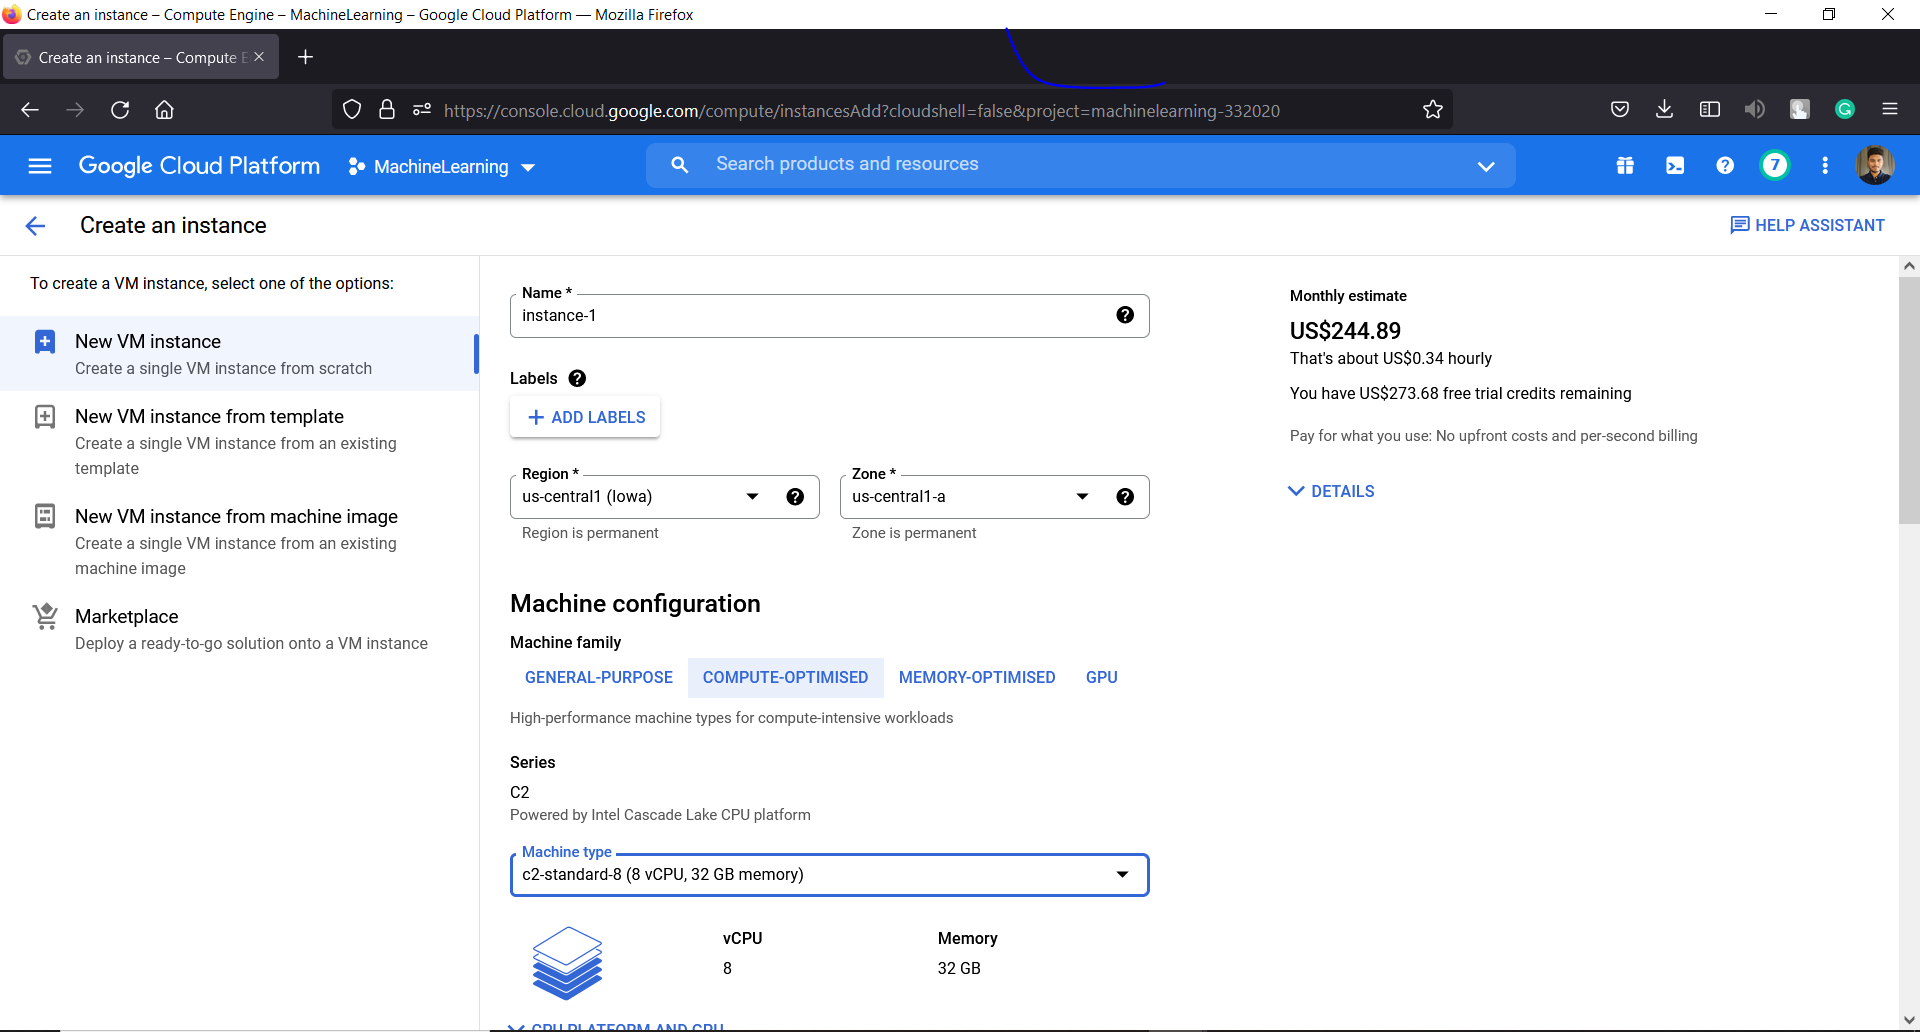 Create an instance – Compute Engine – MachineLearning – Google Cloud Platform — Mozilla Firefox
Create an instance – Compute E
https://console.cloud.google.com/compute/instancesAdd?cloudshell=false&project=machinelearning-332020
Google Cloud Platform
MachineLearning
Search products and resources
7
Create an instance
HELP ASSISTANT
To create a VM instance, select one of the options:
New VM instance
Create a single VM instance from scratch
New VM instance from template
Create a single VM instance from an existing
template
New VM instance from machine image
Create a single VM instance from an existing
machine image
Marketplace
Deploy a ready-to-go solution onto a VM instance
Name *
instance-1
Labels
ADD LABELS
Region *
us-central1 (Iowa)
Region is permanent
Zone *
us-central1-a
Zone is permanent
Machine configuration
Machine family
GENERAL-PURPOSE
COMPUTE-OPTIMISED
MEMORY-OPTIMISED
GPU
High-performance machine types for compute-intensive workloads
Series
C2
Powered by Intel Cascade Lake CPU platform
Machine type
c2-standard-8 (8 vCPU, 32 GB memory)
vCPU
8
Memory
32 GB
CPU PLATFORM AND GPU
Monthly estimate
US$244.89
That's about US$0.34 hourly
You have US$273.68 free trial credits remaining
Pay for what you use: No upfront costs and per-second billing
DETAILS